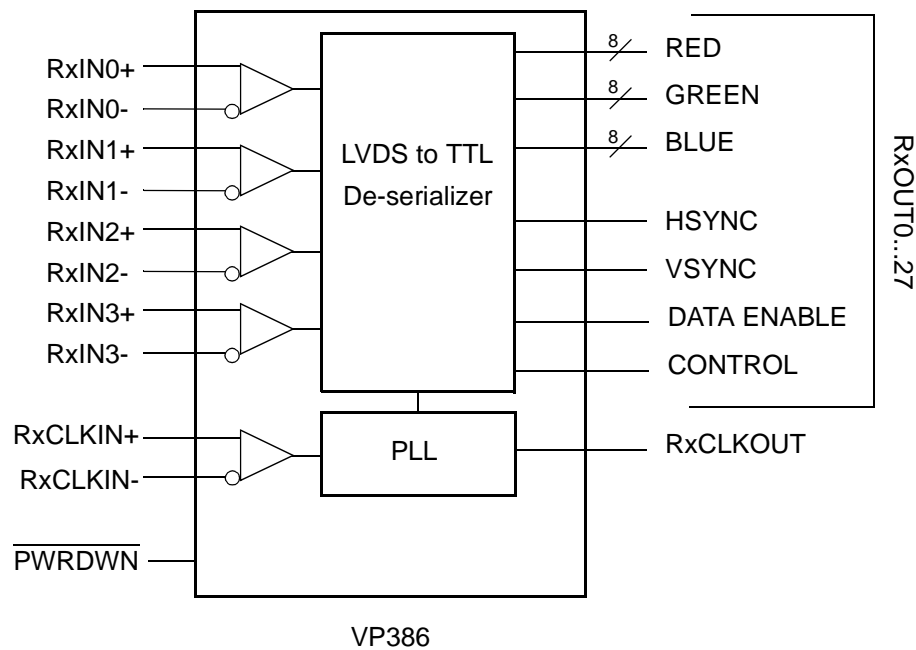 RxIN0+
RxIN0-
RxIN1+
RxIN1-
RxIN2+
RxIN2-
RxIN3+
RxIN3-
RxCLKIN+
RxCLKIN-
PWRDWN
LVDS to TTL
De-serializer
PLL
8
RED
8
GREEN
8
BLUE
HSYNC
VSYNC
DATA ENABLE
CONTROL
RxCLKOUT
RxOUT0...27
VP386